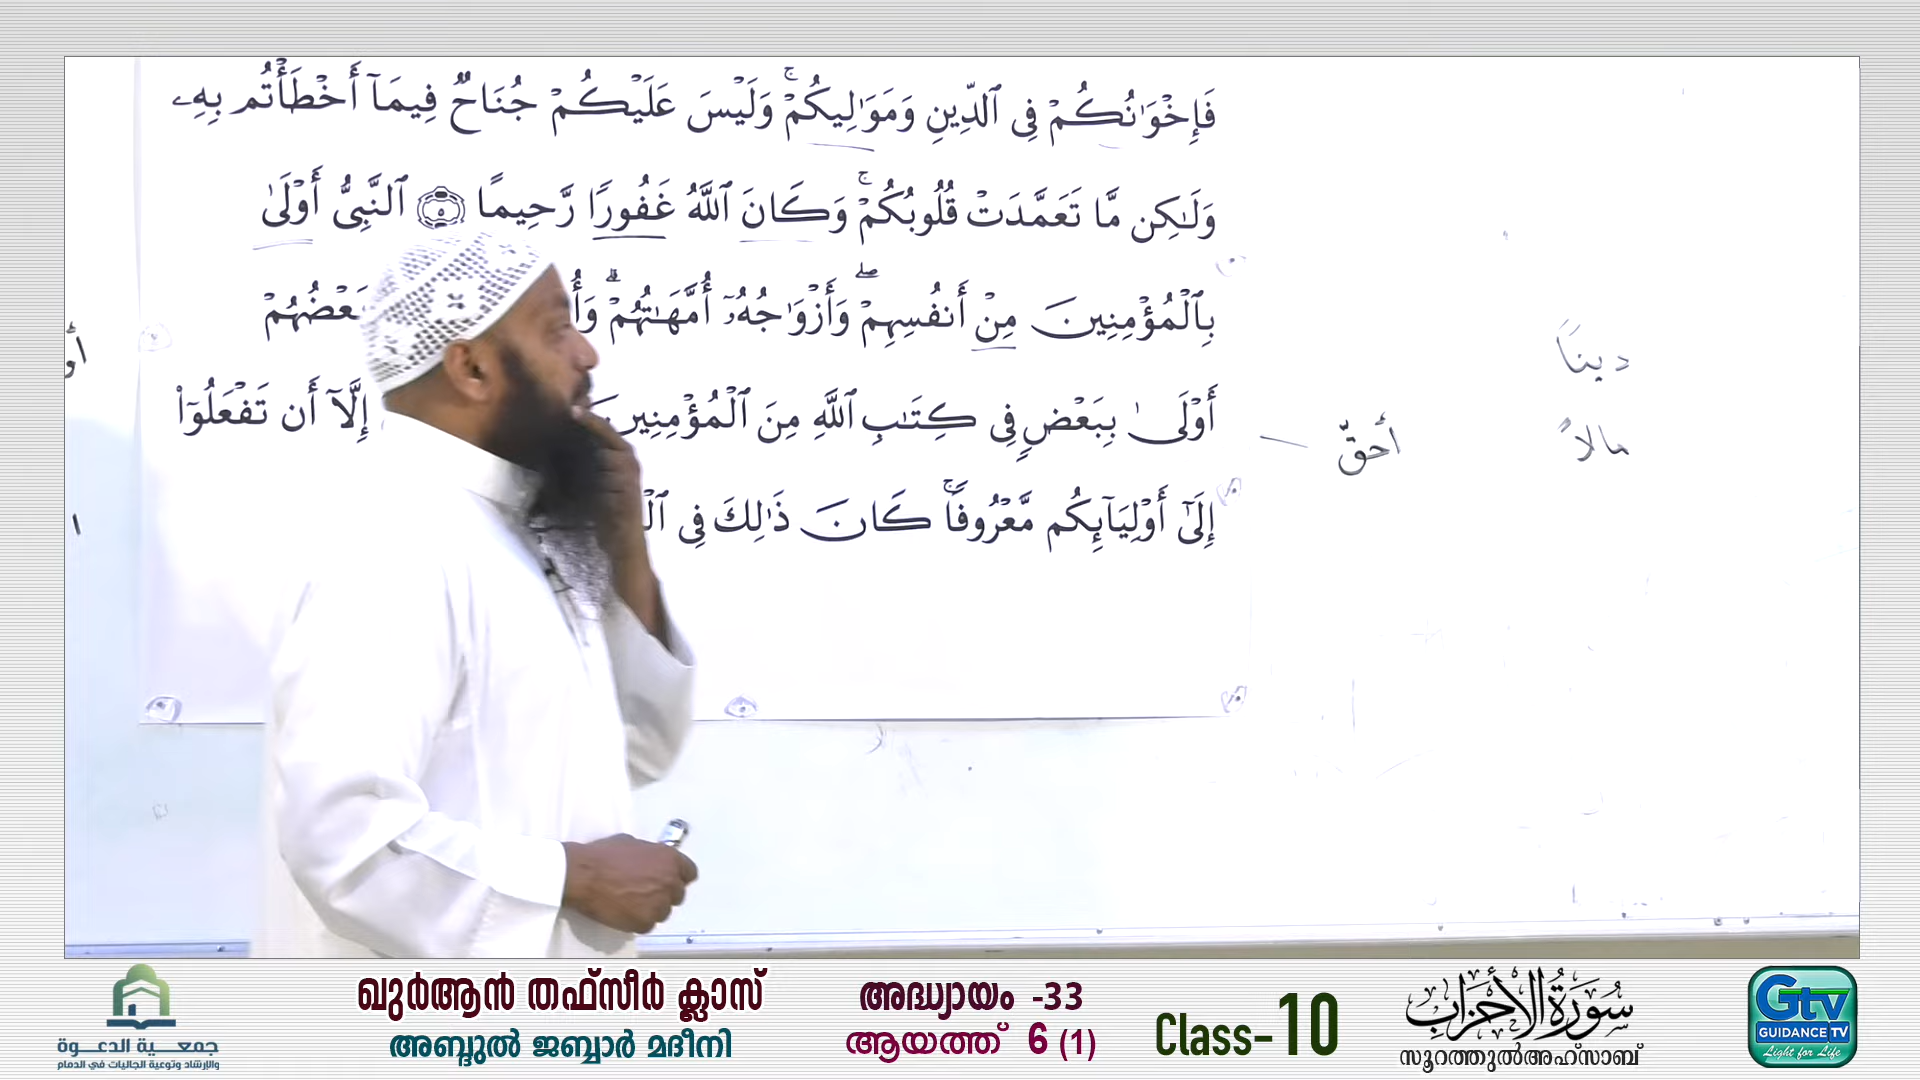 فَإِخْوَٰنُكُمْ فِى ٱلدِّينِ وَمَوَٰلِيكُمْ ۚ وَلَيْسَ عَلَيْكُمْ جُنَاحٌ فِيمَآ أَخْطَأْتُم بِهِۦ
وَلَـٰكِن مَّا تَعَمَّدَتْ قُلُوبُكُمْ ۚ وَكَانَ ٱللَّهُ غَفُورًا رَّحِيمًا ٥ ٱلنَّبِىُّ أَوْلَىٰ
بِٱلْمُؤْمِنِينَ مِنْ أَنفُسِهِمْ ۖ وَأَزْوَٰجُهُۥٓ أُمَّهَـٰتُهُمْ ۗ بَعْضُهُمْ
أَوْلَىٰ بِبَعْضٍ فِى كِتَـٰبِ ٱللَّهِ مِنَ ٱلْمُؤْمِنِينَ إِلَّآ أَن تَفْعَلُوٓا۟
إِلَىٰٓ أَوْلِيَآئِكُم مَّعْرُوفًا ۚ كَانَ ذَٰلِكَ فِى
دينًا
مالاً
أحقّ
جمعية الدعوة
والإرشاد وتوعية الجاليات في الدمام
ഖുർആൻ തഫ്സീർ ക്ലാസ്
അബ്ദുൽ ജബ്ബാർ മദീനി
അദ്ധ്യായം -33
ആയത്ത് 6 (1)
Class-10
سُورَةُ الأَحْزَابِ
സൂറത്തുൽഅഹ്സാബ്
Gtv
GUIDANCE TV
Light for Life